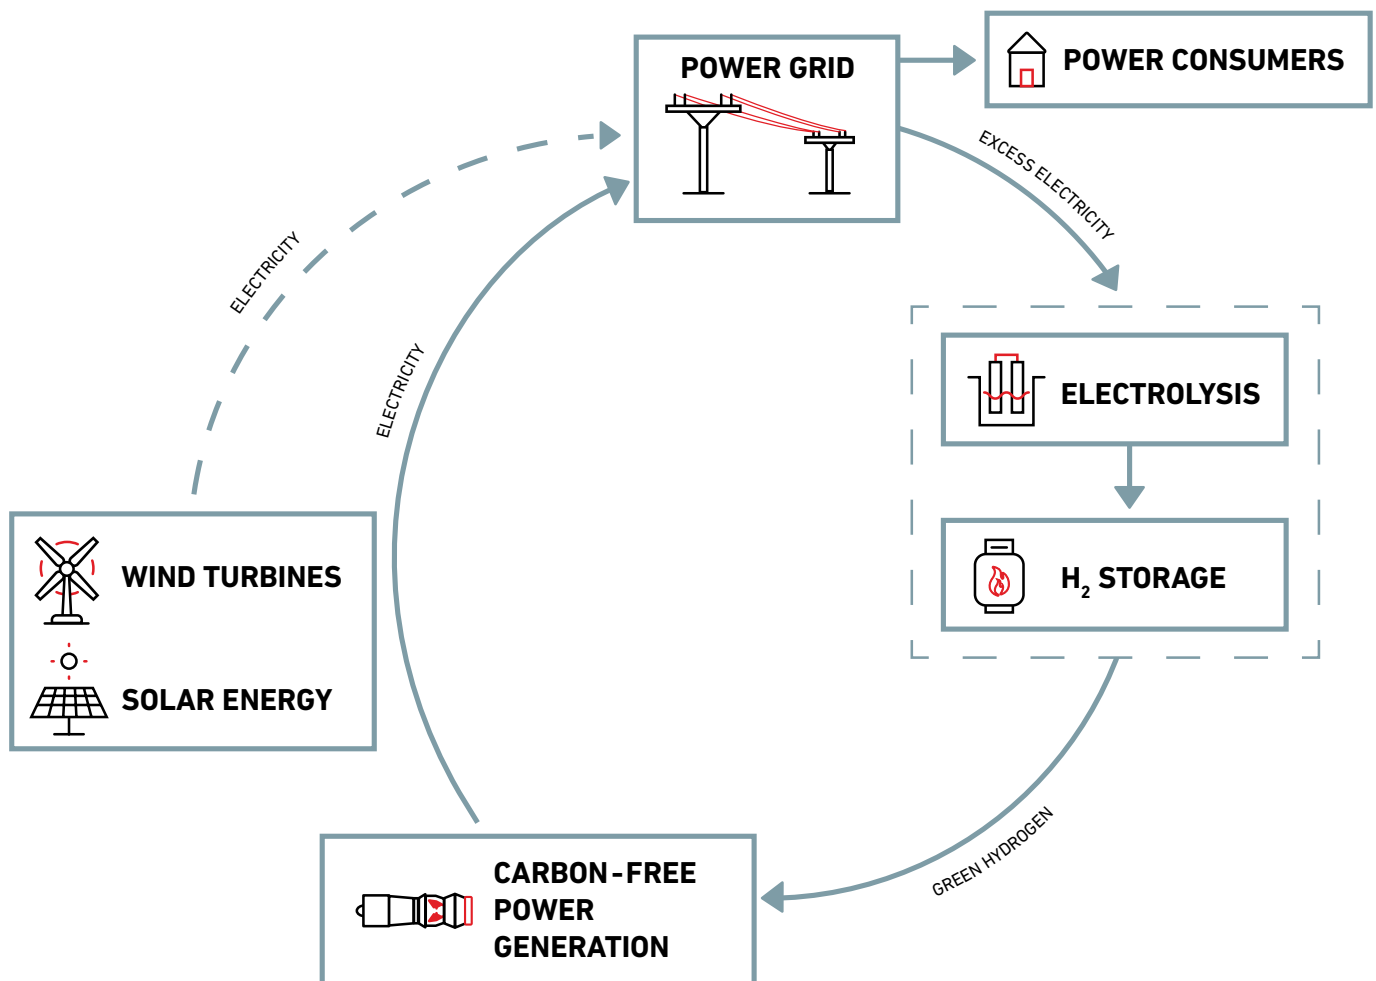 POWER GRID
POWER CONSUMERS
EXCESS ELECTRICITY
ELECTRICITY
ELECTRICITY
ELECTROLYSIS
H₂ STORAGE
WIND TURBINES
SOLAR ENERGY
GREEN HYDROGEN
CARBON-FREE
POWER
GENERATION